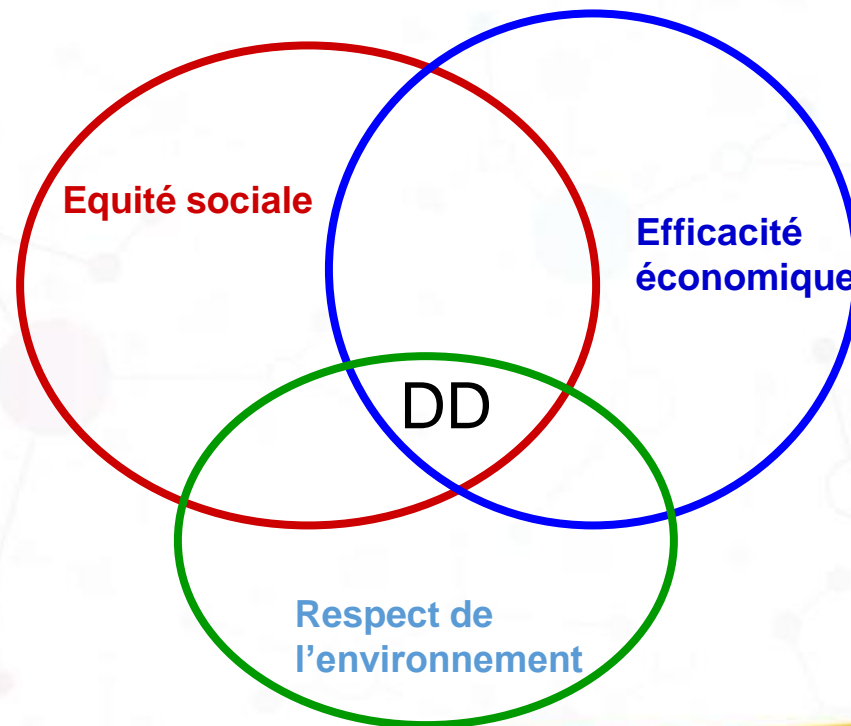 Equité sociale
Efficacité
économique
DD
Respect de
l’environnement